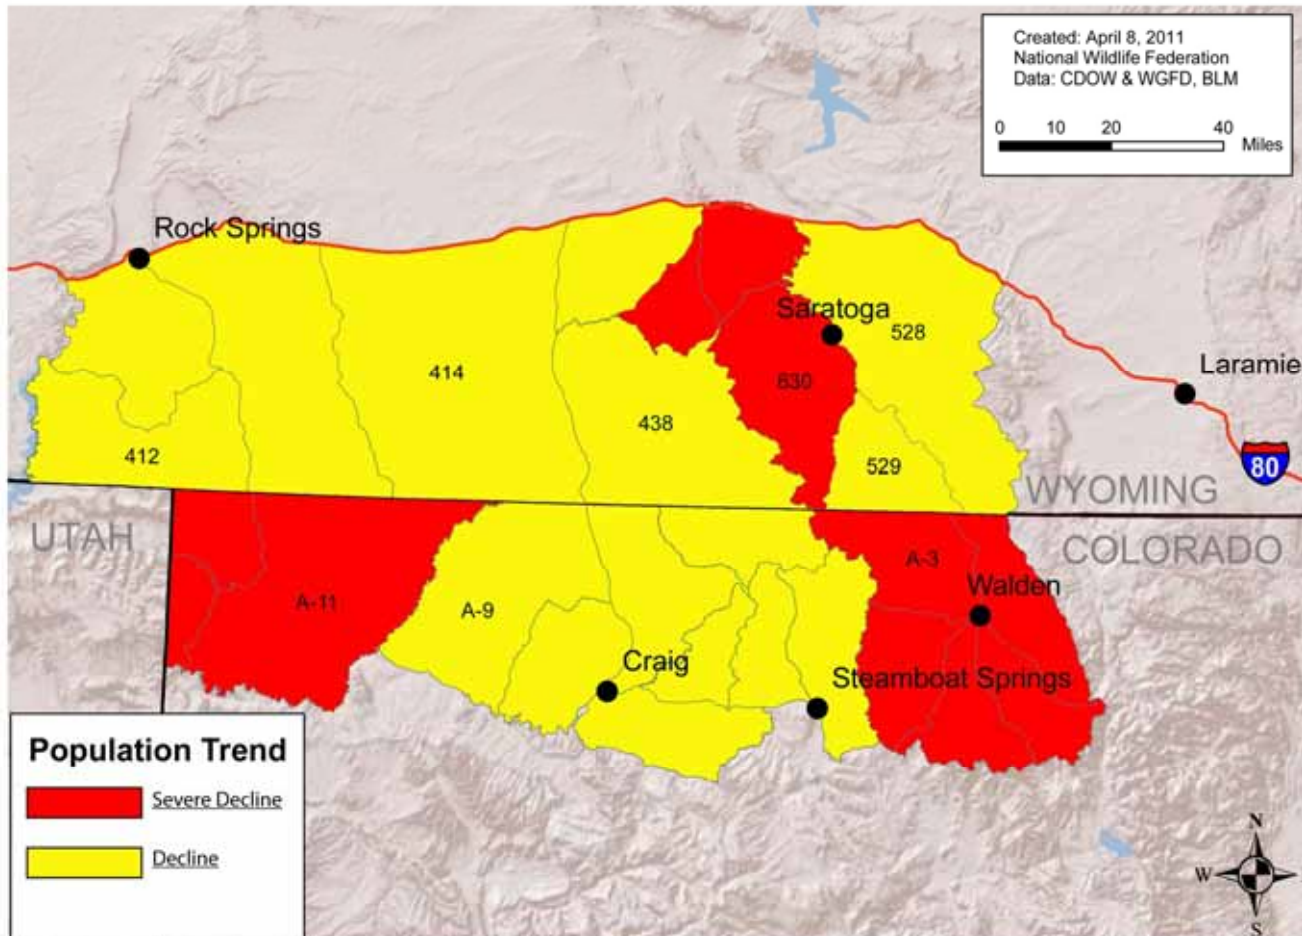 Created: April 8, 2011
National Wildlife Federation
Data: CDOW & WGFD, BLM
0 10 20 40 Miles
Rock Springs
Saratoga
528
414
630
Laramie
438
412
529
80
WYOMING
UTAH
COLORADO
A-3
Walden
A-11
A-9
Craig
Steamboat Springs
Population Trend
Severe Decline
Decline
N
W
S